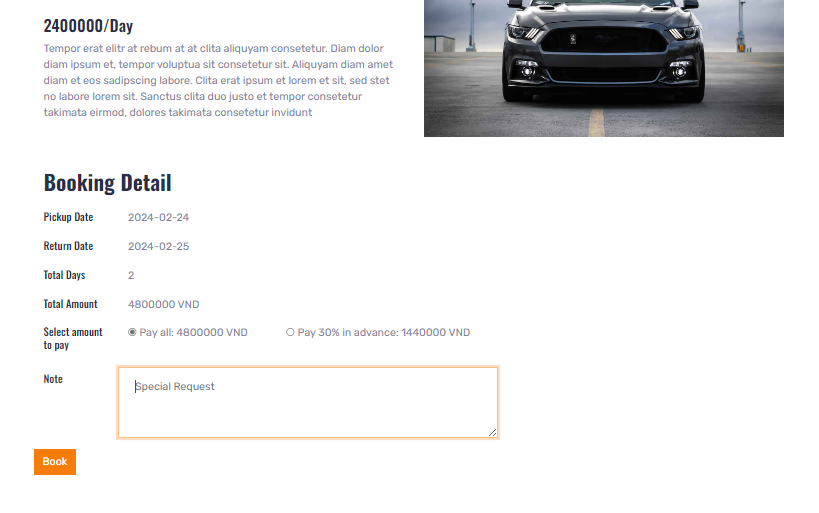 2400000/Day
Tempor erat elitr at rebum at at clita aliquyam consetetur. Diam dolor
diam ipsum et, tempor voluptua sit consetetur sit. Aliquyam diam amet
diam et eos sadipscing labore. Clita erat ipsum et lorem et sit, sed stet
no labore lorem sit. Sanctus clita duo justo et tempor consetetur
takimata eirmod, dolores takimata consetetur invidunt
Booking Detail
Pickup Date 2024-02-24
Return Date 2024-02-25
Total Days 2
Total Amount 4800000 VND
Select amount to pay Pay all: 4800000 VND Pay 30% in advance: 1440000 VND
Note Special Request
Book